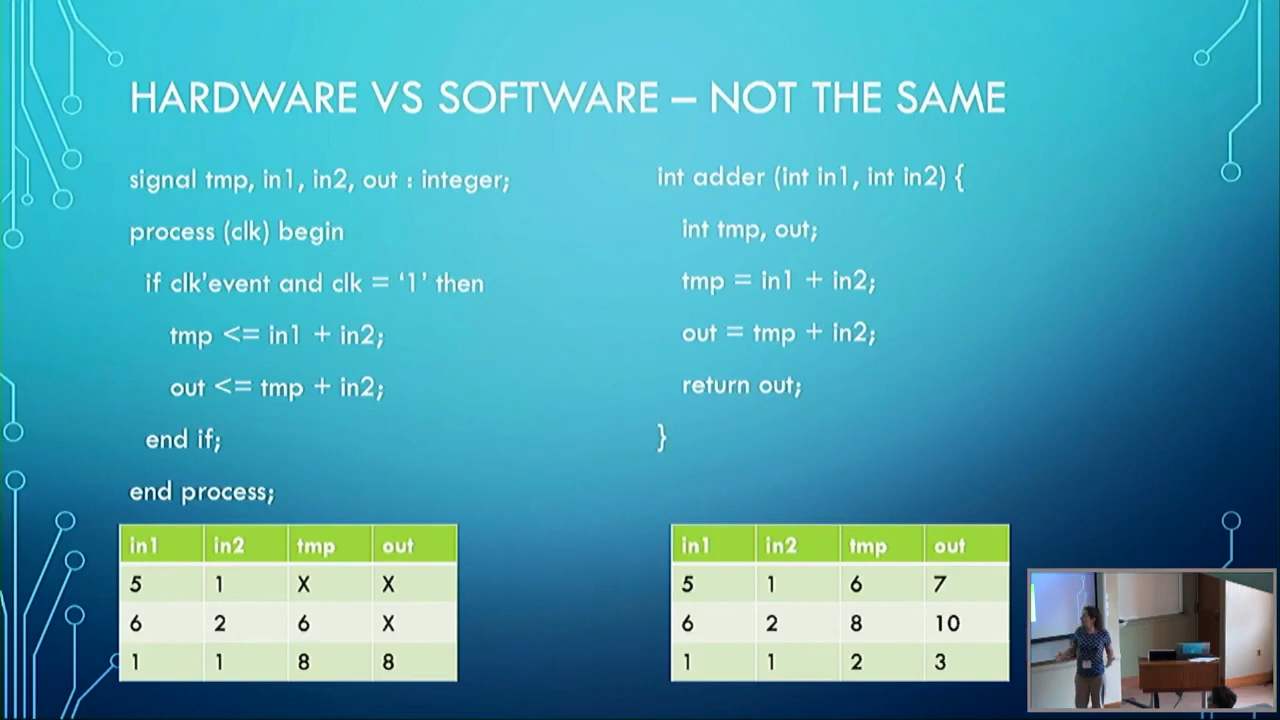 HARDWARE VS SOFTWARE – NOT THE SAME
signal tmp, in1, in2, out : integer;
process (clk) begin
if clk'event and clk = ‘1’ then
tmp <= in1 + in2;
out <= tmp + in2;
end if;
end process;
in1 in2 tmp out
5 1 X X
6 2 6 X
1 1 8 8
int adder (int in1, int in2) {
int tmp, out;
tmp = in1 + in2;
out = tmp + in2;
return out;
}
in1 in2 tmp out
5 1 6 7
6 2 8 10
1 1 2 3